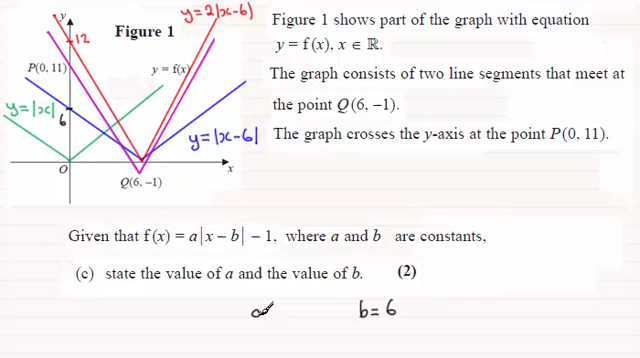 y = 2|x-6|
y
12
Figure 1
P(0, 11)
y = f(x)
y = |x|
6
y = |x-6|
O
x
Q(6, −1)
Figure 1 shows part of the graph with equation
y = f(x), x ∈ ℝ.
The graph consists of two line segments that meet at
the point Q(6, −1).
The graph crosses the y-axis at the point P(0, 11).
Given that f(x) = a|x − b| − 1, where a and b are constants,
(c) state the value of a and the value of b. (2)
a
b = 6